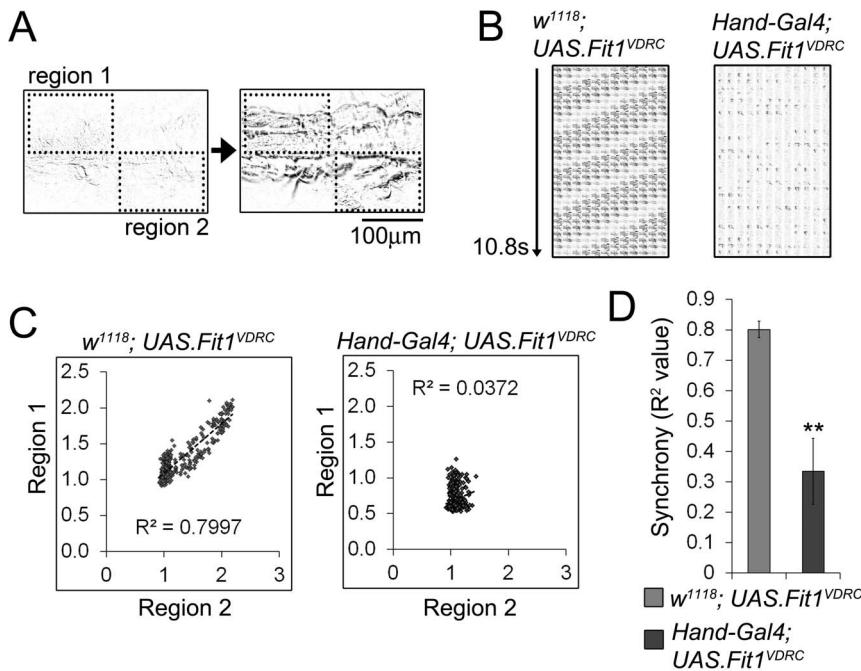 A
region 1
region 2
100μm
B
w¹¹¹⁸;
UAS.Fit1ⱽᴰᴿᶜ
Hand-Gal4;
UAS.Fit1ⱽᴰᴿᶜ
10.8s
C
w¹¹¹⁸; UAS.Fit1ⱽᴰᴿᶜ
Region 1
2.5
2.0
1.5
1.0
0.5
0.0
R² = 0.7997
0 1 2 3
Region 2
Hand-Gal4; UAS.Fit1ⱽᴰᴿᶜ
Region 1
2.5
2.0
1.5
1.0
0.5
0.0
R² = 0.0372
0 1 2 3
Region 2
D
Synchrony (R² value)
0.9
0.8
0.7
0.6
0.5
0.4
0.3
0.2
0.1
0
**
w¹¹¹⁸; UAS.Fit1ⱽᴰᴿᶜ
Hand-Gal4;
UAS.Fit1ⱽᴰᴿᶜ